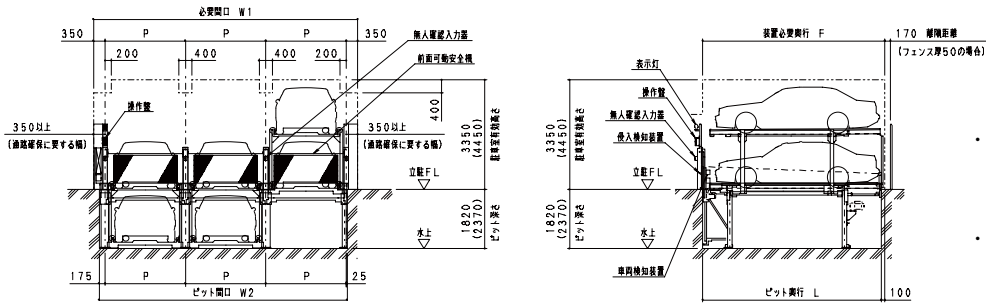 必要間口 W1
350 P P P 350
200 400 400 200
無人確認入力器
前面可動安全柵
操作盤
400
350以上
(通路確保に要する幅)
350以上
(通路確保に要する幅)
3350
(4450)
駐車室有効高さ
立駐FL
1820
(2370)
ピット深さ
水上
175 P P P 25
ピット間口 W2
装置必要奥行 F
170 離隔距離
(フェンス厚50の場合)
表示灯
操作盤
無人確認入力器
侵入検知装置
3350
(4450)
駐車室有効高さ
立駐FL
1820
(2370)
ピット深さ
水上
車両検知装置
ピット奥行 L
100